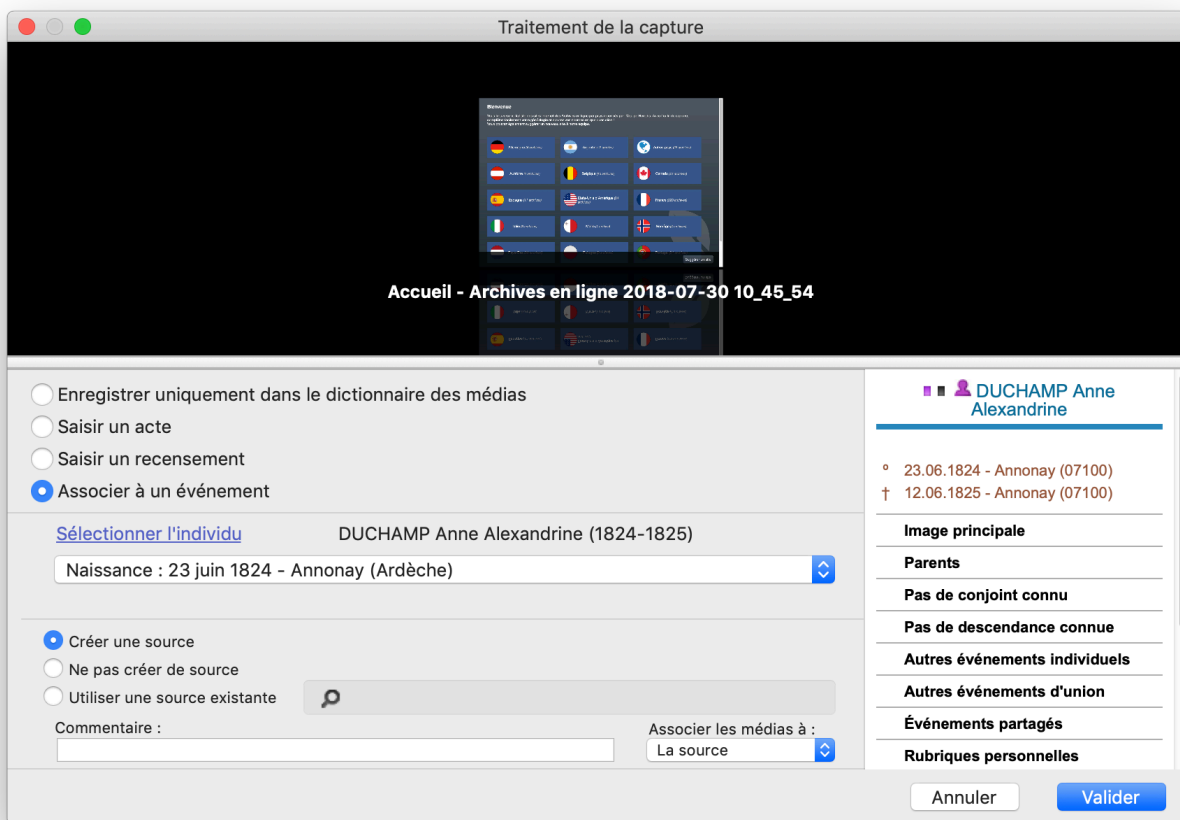 Traitement de la capture
Bienvenue
Belgique
Canada
Espagne
Accueil - Archives en ligne 2018-07-30 10_45_54
Enregistrer uniquement dans le dictionnaire des médias
Saisir un acte
Saisir un recensement
Associer à un événement
Sélectionner l'individu
DUCHAMP Anne Alexandrine (1824-1825)
Naissance : 23 juin 1824 - Annonay (Ardèche)
Créer une source
Ne pas créer de source
Utiliser une source existante
Commentaire :
Associer les médias à :
La source
DUCHAMP Anne
Alexandrine
° 23.06.1824 - Annonay (07100)
† 12.06.1825 - Annonay (07100)
Image principale
Parents
Pas de conjoint connu
Pas de descendance connue
Autres événements individuels
Autres événements d'union
Événements partagés
Rubriques personnelles
Annuler
Valider